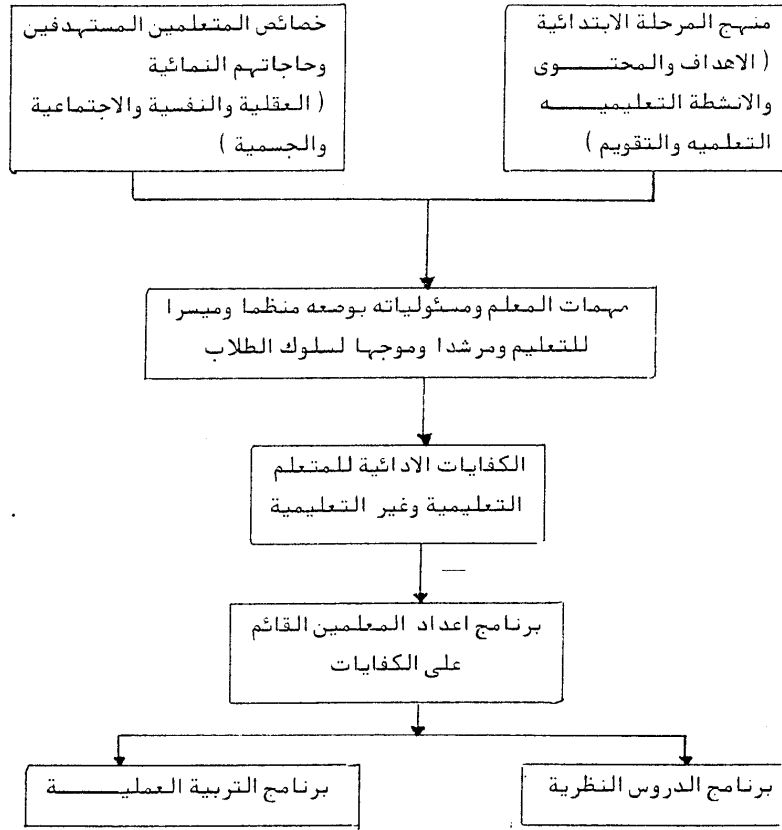 منهج المرحلة الابتدائية
( الاهداف والمحتوى
والانشطة التعليميه
التعلميه والتقويم )
خصائص المتعلمين المستهدفين
وحاجاتهم النمائية
( العقلية والنفسية والاجتماعية
والجسمية )
مهمات المعلم ومسئولياته بوصعه منظما وميسرا
للتعليم ومرشدا وموجها لسلوك الطلاب
الكفايات الادائية للمتعلم
التعليمية وغير التعليمية
برنامج اعداد المعلمين القائم
على الكفايات
برنامج الدروس النظرية
برنامج التربية العملية